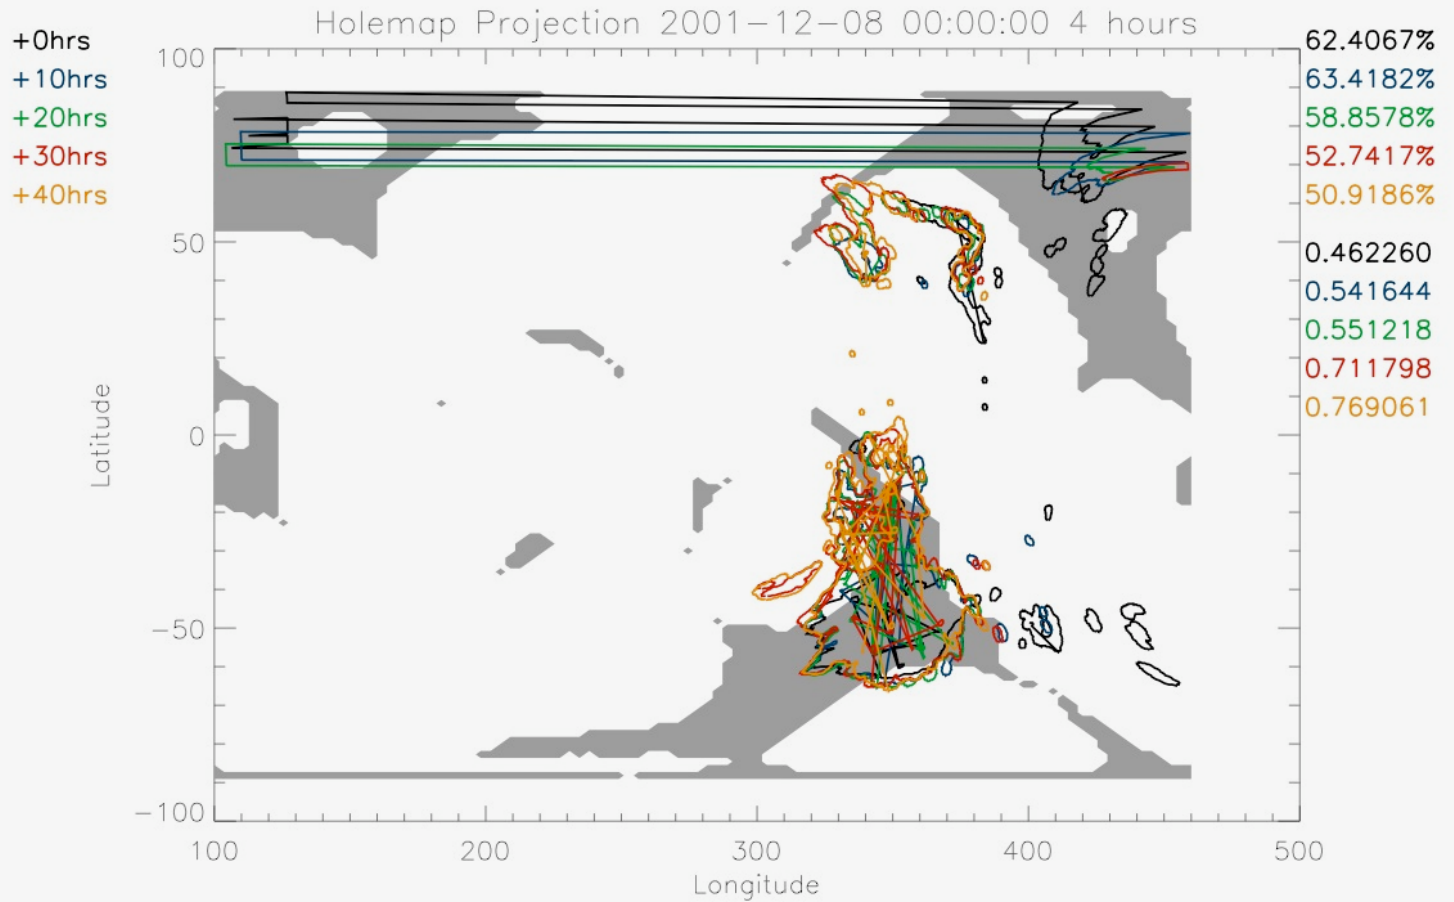 Holemap Projection 2001-12-08 00:00:00 4 hours
+0hrs
+10hrs
+20hrs
+30hrs
+40hrs
62.4067%
63.4182%
58.8578%
52.7417%
50.9186%
0.462260
0.541644
0.551218
0.711798
0.769061
100
50
0
-50
-100
Latitude
100 200 300 400 500
Longitude